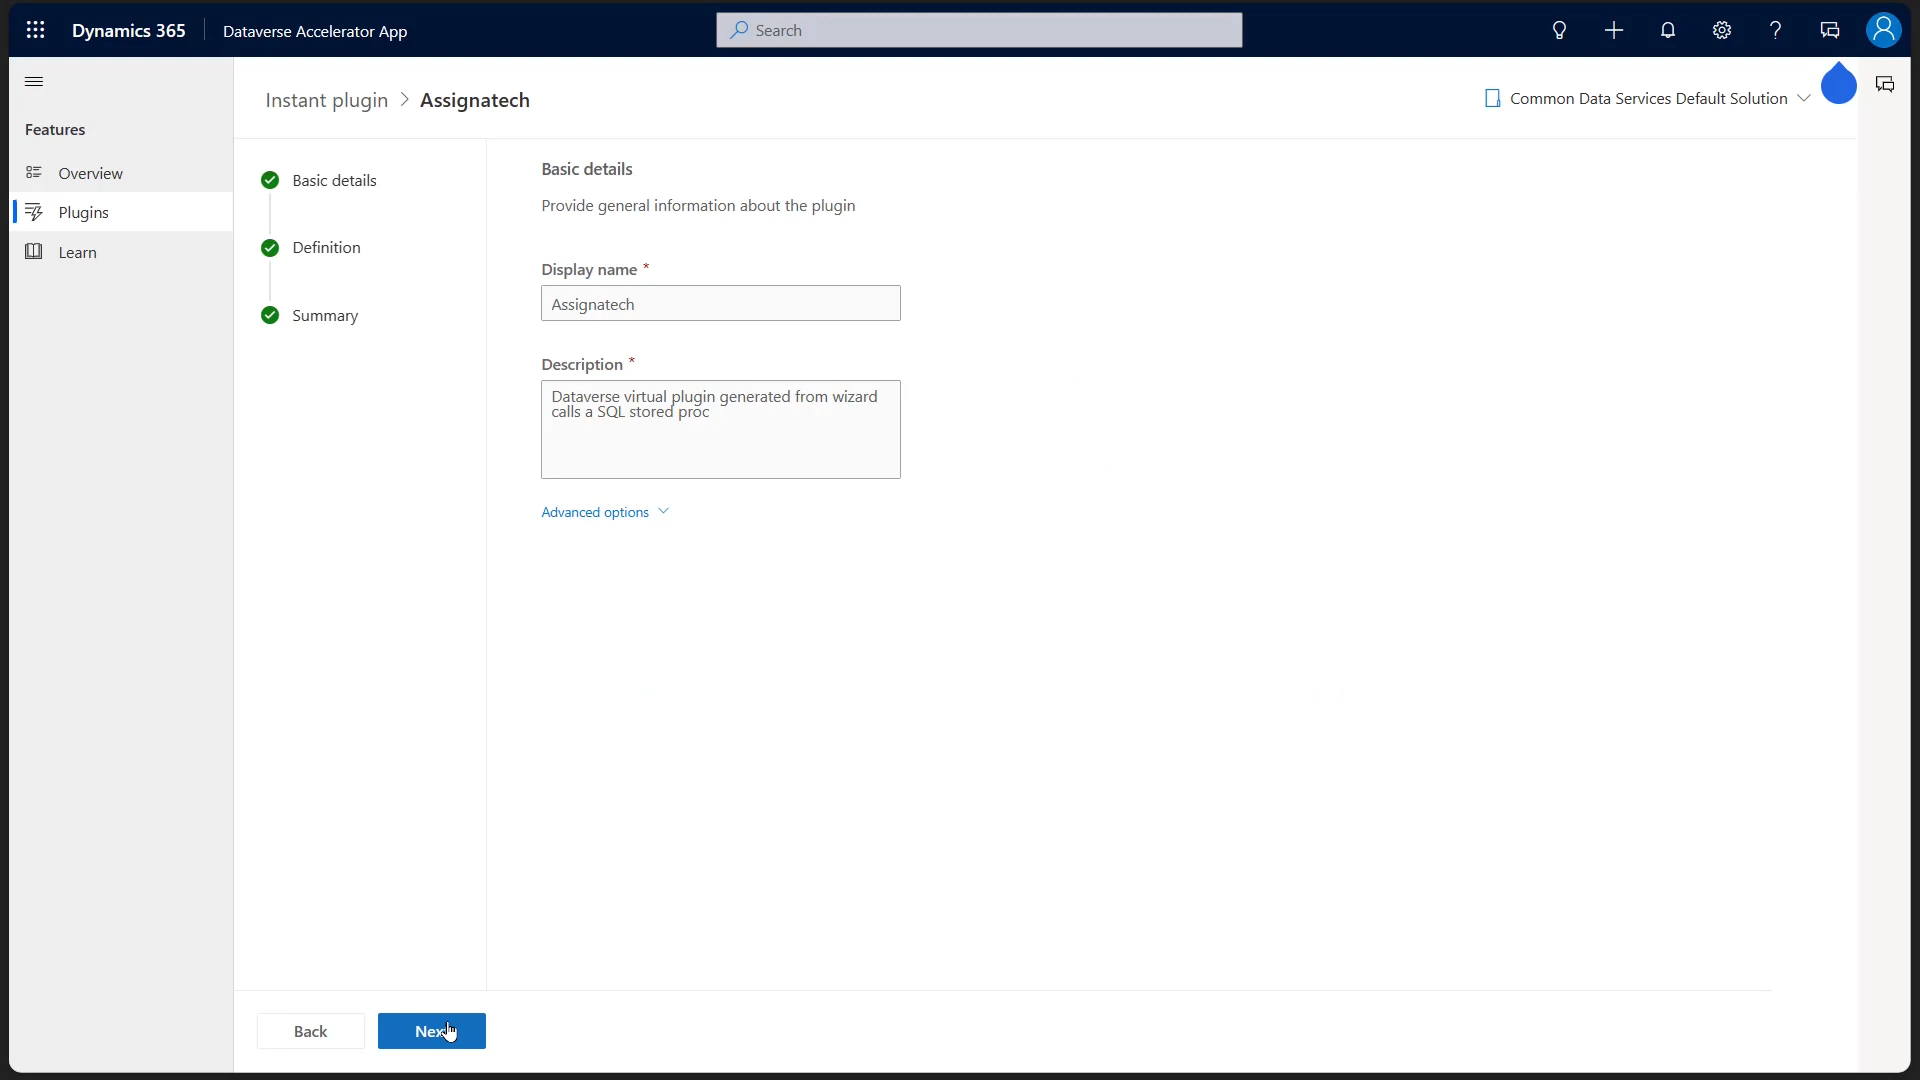 Dynamics 365
Dataverse Accelerator App
Search
Features
Overview
Plugins
Learn
Instant plugin > Assignatech
Common Data Services Default Solution
Basic details
Definition
Summary
Basic details
Provide general information about the plugin
Display name *
Assignatech
Description *
Dataverse virtual plugin generated from wizard
calls a SQL stored proc
Advanced options
Back
Next